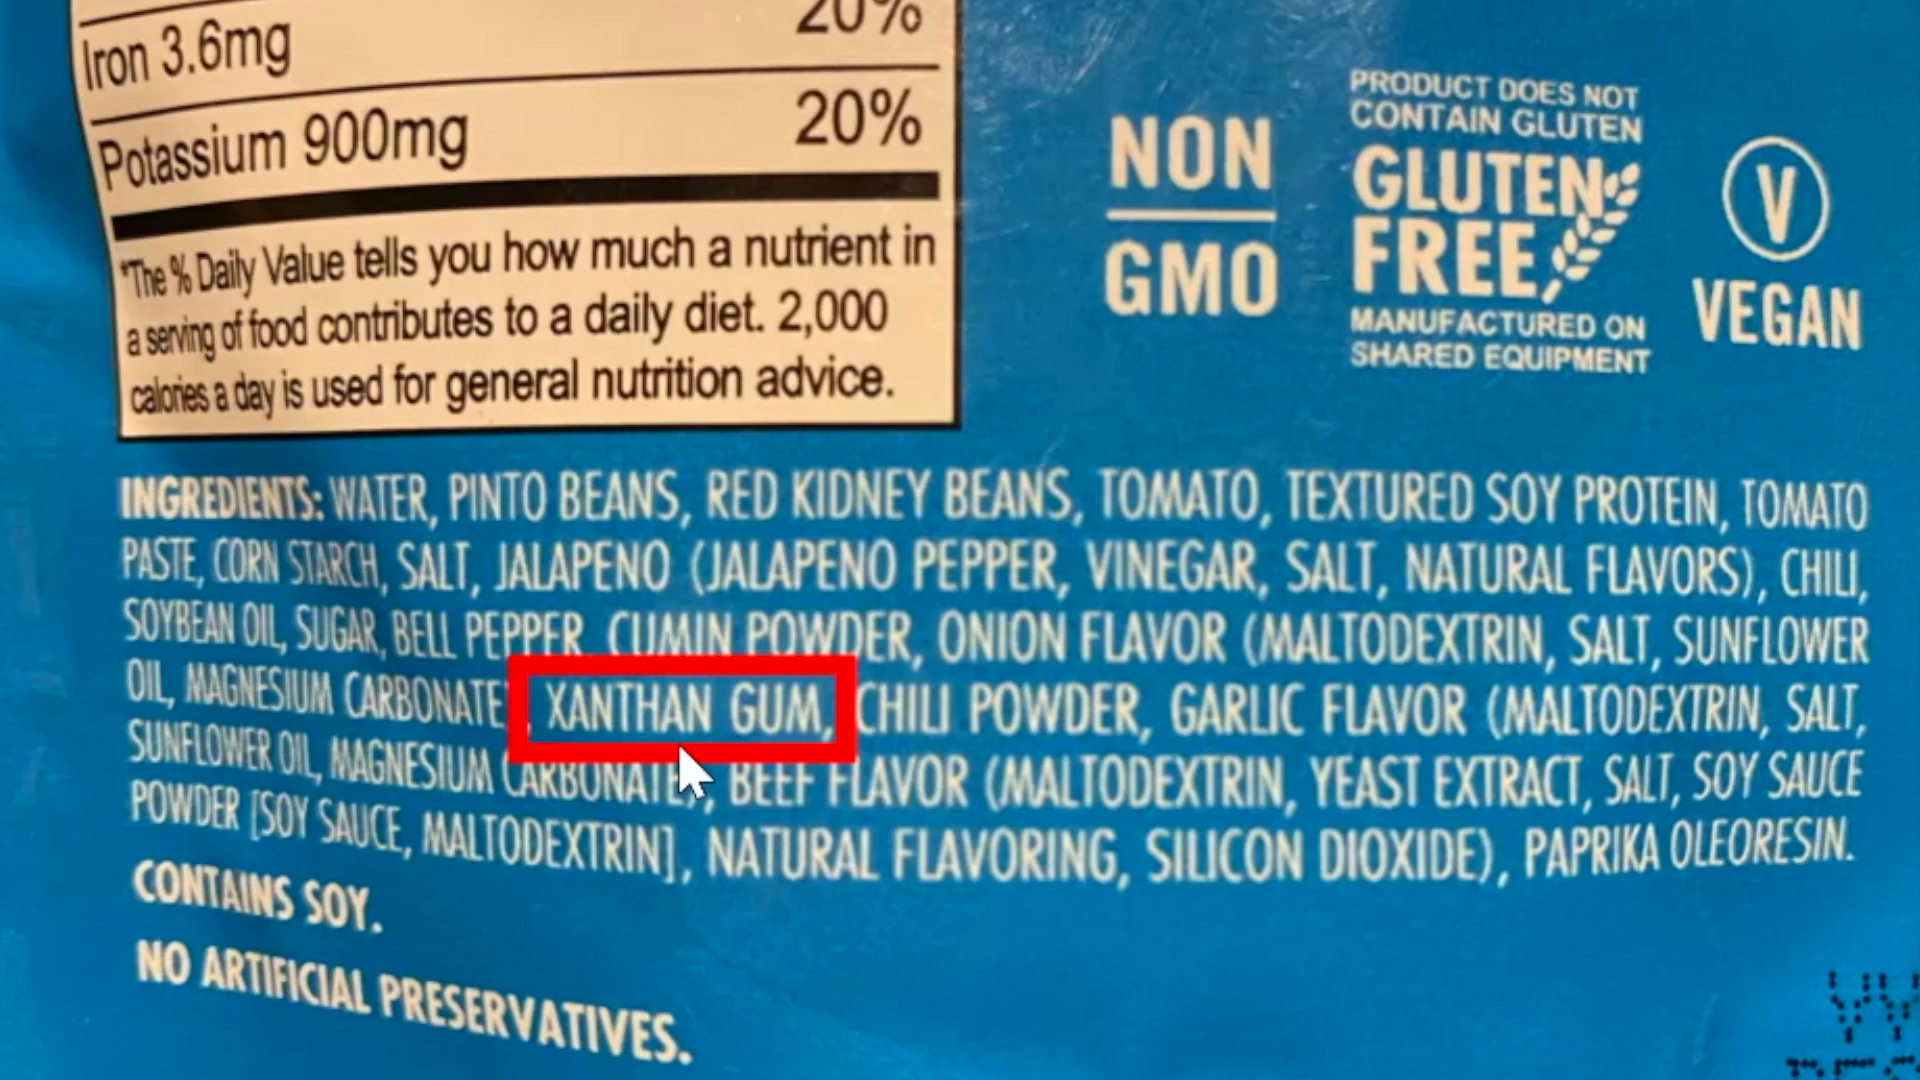 20%
Iron 3.6mg
Potassium 900mg 20%
*The % Daily Value tells you how much a nutrient in
a serving of food contributes to a daily diet. 2,000
calories a day is used for general nutrition advice.
NON
GMO
PRODUCT DOES NOT
CONTAIN GLUTEN
GLUTEN
FREE
MANUFACTURED ON
SHARED EQUIPMENT
V
VEGAN
INGREDIENTS: WATER, PINTO BEANS, RED KIDNEY BEANS, TOMATO, TEXTURED SOY PROTEIN, TOMATO
PASTE, CORN STARCH, SALT, JALAPENO (JALAPENO PEPPER, VINEGAR, SALT, NATURAL FLAVORS), CHILI,
SOYBEAN OIL, SUGAR, BELL PEPPER, CUMIN POWDER, ONION FLAVOR (MALTODEXTRIN, SALT, SUNFLOWER
OIL, MAGNESIUM CARBONATE, XANTHAN GUM, CHILI POWDER, GARLIC FLAVOR (MALTODEXTRIN, SALT,
SUNFLOWER OIL, MAGNESIUM CARBONATE), BEEF FLAVOR (MALTODEXTRIN, YEAST EXTRACT, SALT, SOY SAUCE
POWDER [SOY SAUCE, MALTODEXTRIN], NATURAL FLAVORING, SILICON DIOXIDE), PAPRIKA OLEORESIN.
CONTAINS SOY.
NO ARTIFICIAL PRESERVATIVES.